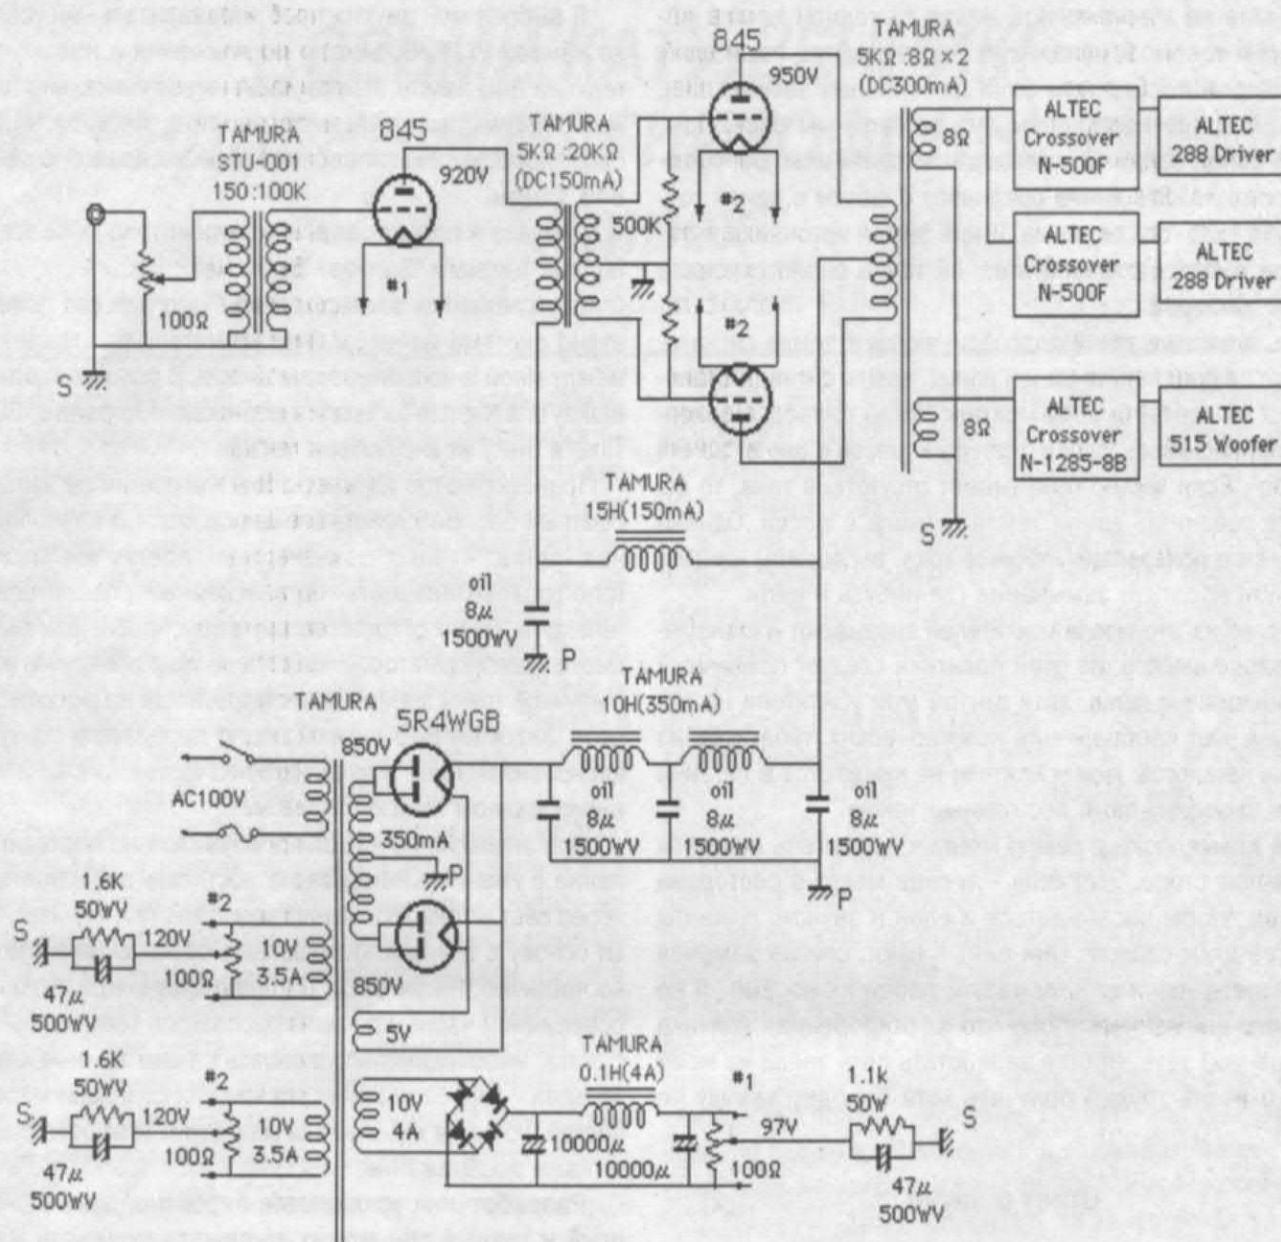 845
TAMURA
5KΩ :8Ω × 2
(DC300mA)
950V
8Ω
ALTEC
Crossover
N-500F
ALTEC
288 Driver
TAMURA
STU-001
150:100K
845
920V
TAMURA
5KΩ :20KΩ
(DC150mA)
#2
500K
ALTEC
Crossover
N-500F
ALTEC
288 Driver
#1
100Ω
S
#2
8Ω
ALTEC
Crossover
N-1285-8B
ALTEC
515 Woofer
S
TAMURA
15H(150mA)
oil
8μ
1500WV
P
TAMURA
10H(350mA)
TAMURA
5R4WGB
850V
AC100V
350mA
P
oil
8μ
1500WV
oil
8μ
1500WV
oil
8μ
1500WV
P
1.6K
50WV
#2
S
120V
10V
3.5A
100Ω
47μ
500WV
850V
5V
1.6K
50WV
#2
S
120V
10V
3.5A
100Ω
47μ
500WV
10V
4A
TAMURA
0.1H(4A)
10000μ
10000μ
#1
97V
100Ω
1.1k
50W
S
47μ
500WV